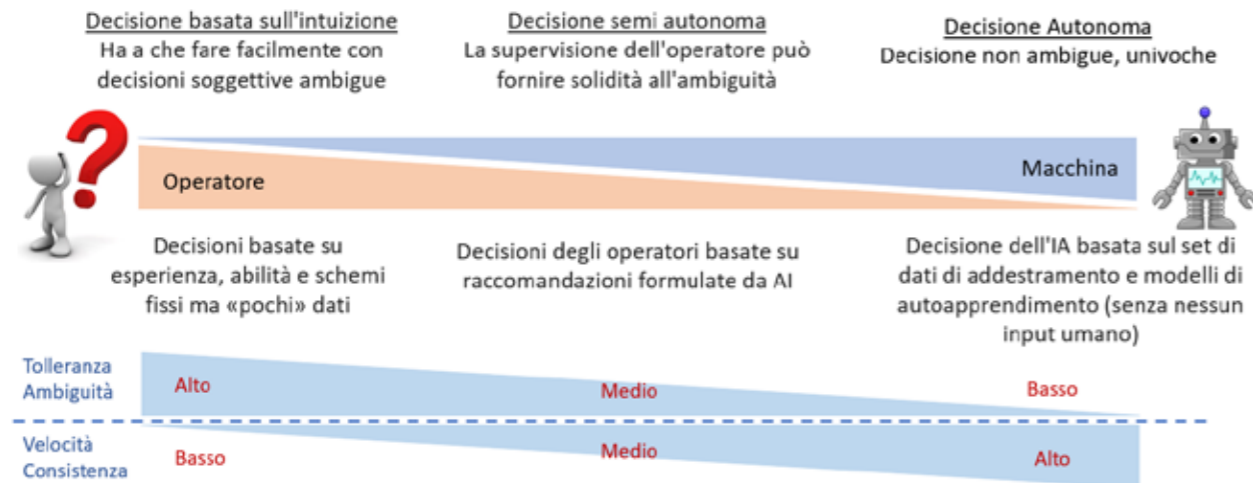 Decisione basata sull'intuizione
Ha a che fare facilmente con
decisioni soggettive ambigue
Decisione semi autonoma
La supervisione dell'operatore può
fornire solidità all'ambiguità
Decisione Autonoma
Decisione non ambigue, univoche
Operatore
Macchina
Decisioni basate su
esperienza, abilità e schemi
fissi ma «pochi» dati
Decisioni degli operatori basate su
raccomandazioni formulate da AI
Decisione dell'IA basata sul set di
dati di addestramento e modelli di
autoapprendimento (senza nessun
input umano)
Tolleranza
Ambiguità
Alto
Medio
Basso
Velocità
Consistenza
Basso
Medio
Alto